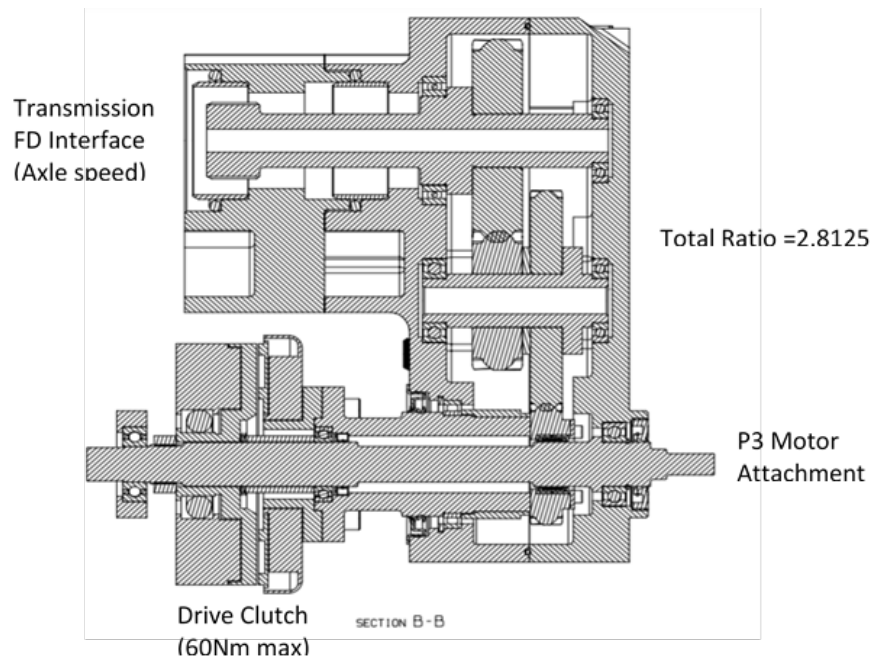 Transmission
FD Interface
(Axle speed)
Total Ratio =2.8125
P3 Motor
Attachment
Drive Clutch
(60Nm max)
SECTION B-B